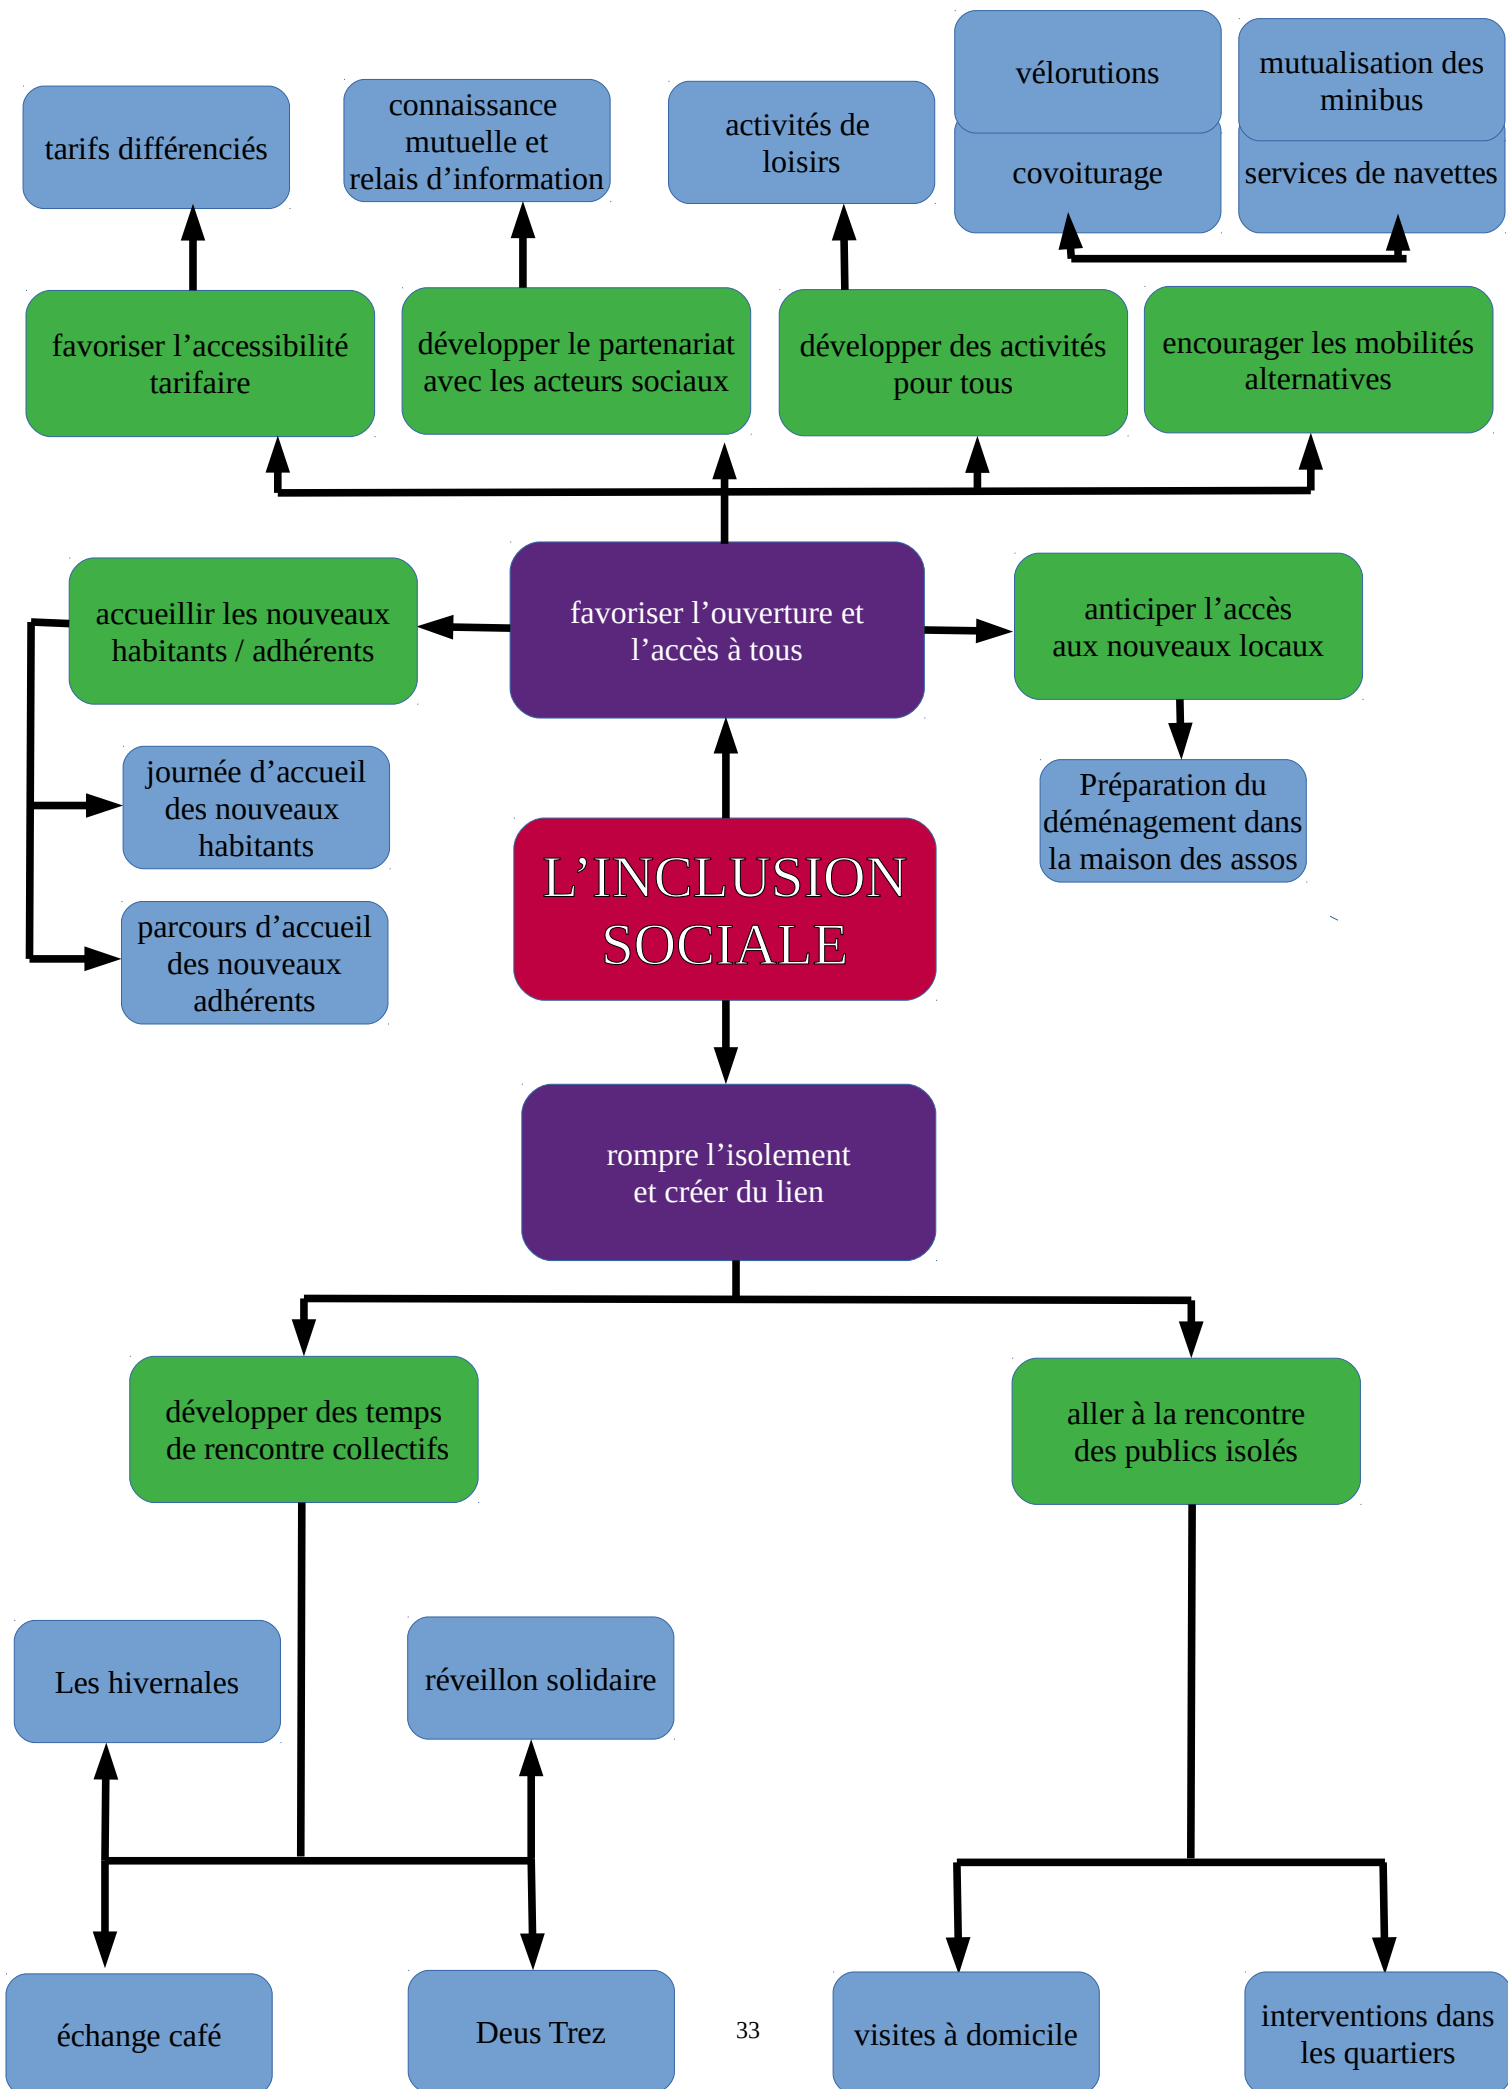 vélorutions
mutualisation des
minibus
tarifs différenciés
connaissance
mutuelle et
relais d’information
activités de
loisirs
covoiturage
services de navettes
favoriser l’accessibilité
tarifaire
développer le partenariat
avec les acteurs sociaux
développer des activités
pour tous
encourager les mobilités
alternatives
accueillir les nouveaux
habitants / adhérents
favoriser l’ouverture et
l’accès à tous
anticiper l’accès
aux nouveaux locaux
journée d’accueil
des nouveaux
habitants
Préparation du
déménagement dans
la maison des assos
L’INCLUSION
SOCIALE
parcours d’accueil
des nouveaux
adhérents
rompre l’isolement
et créer du lien
développer des temps
de rencontre collectifs
aller à la rencontre
des publics isolés
Les hivernales
réveillon solidaire
échange café
Deus Trez
33
visites à domicile
interventions dans
les quartiers